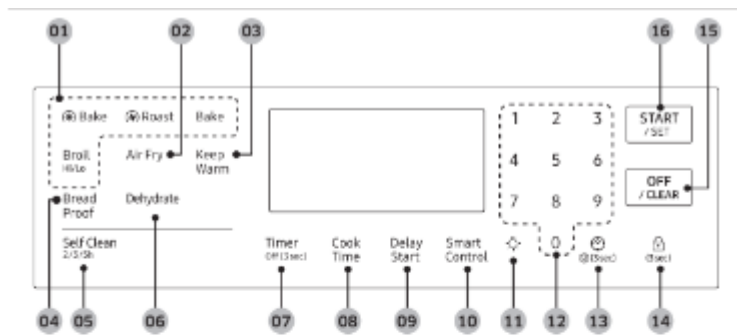 01 02 03 16 15
Bake Roast Bake
Broil
Hi/Lo
Air Fry
Keep
Warm
Bread
Proof
Dehydrate
Self Clean
2/3/5h
1 2 3
4 5 6
7 8 9
0
START
/ SET
OFF
/ CLEAR
Timer
Off (3sec)
Cook
Time
Delay
Start
Smart
Control
(3sec)
(3sec)
04 05 06 07 08 09 10 11 12 13 14